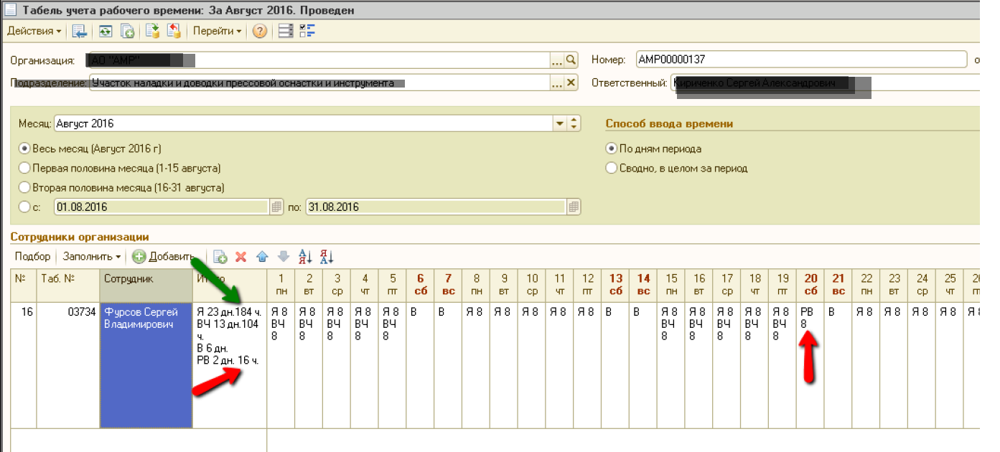 Табель учета рабочего времени: За Август 2016. Проведен
Действия Перейти
Организация: Номер: АМР00000137 о
Подразделение: Участок наладки и доводки прессовой оснастки и инструмента Ответственный:
Месяц: Август 2016 Способ ввода времени
Весь месяц (Август 2016 г) По дням периода
Первая половина месяца (1-15 августа) Сводно, в целом за период
Вторая половина месяца (16-31 августа)
с: 01.08.2016 по: 31.08.2016
Сотрудники организации
Подбор Заполнить Добавить
№ Таб. № Сотрудник 1 2 3 4 5 6 7 8 9 10 11 12 13 14 15 16 17 18 19 20 21 22 23 24 25
пн вт ср чт пт сб вс пн вт ср чт пт сб вс пн вт ср чт пт сб вс пн вт ср чт
16 03734 Фурсов Сергей Я 23 дн.184 ч. Я 8 Я 8 Я 8 Я 8 Я 8 В В Я 8 Я 8 Я 8 Я 8 Я 8 В В Я 8 Я 8 Я 8 Я 8 Я 8 РВ В Я 8 Я 8 Я 8 Я 8 Я 8
Владимирович ВЧ 13 дн.104 ВЧ ВЧ ВЧ ВЧ ВЧ ВЧ ВЧ ВЧ ВЧ ВЧ 8
ч. 8 8 8 8 8 8 8 8 8 8
В 6 дн.
РВ 2 дн. 16 ч.